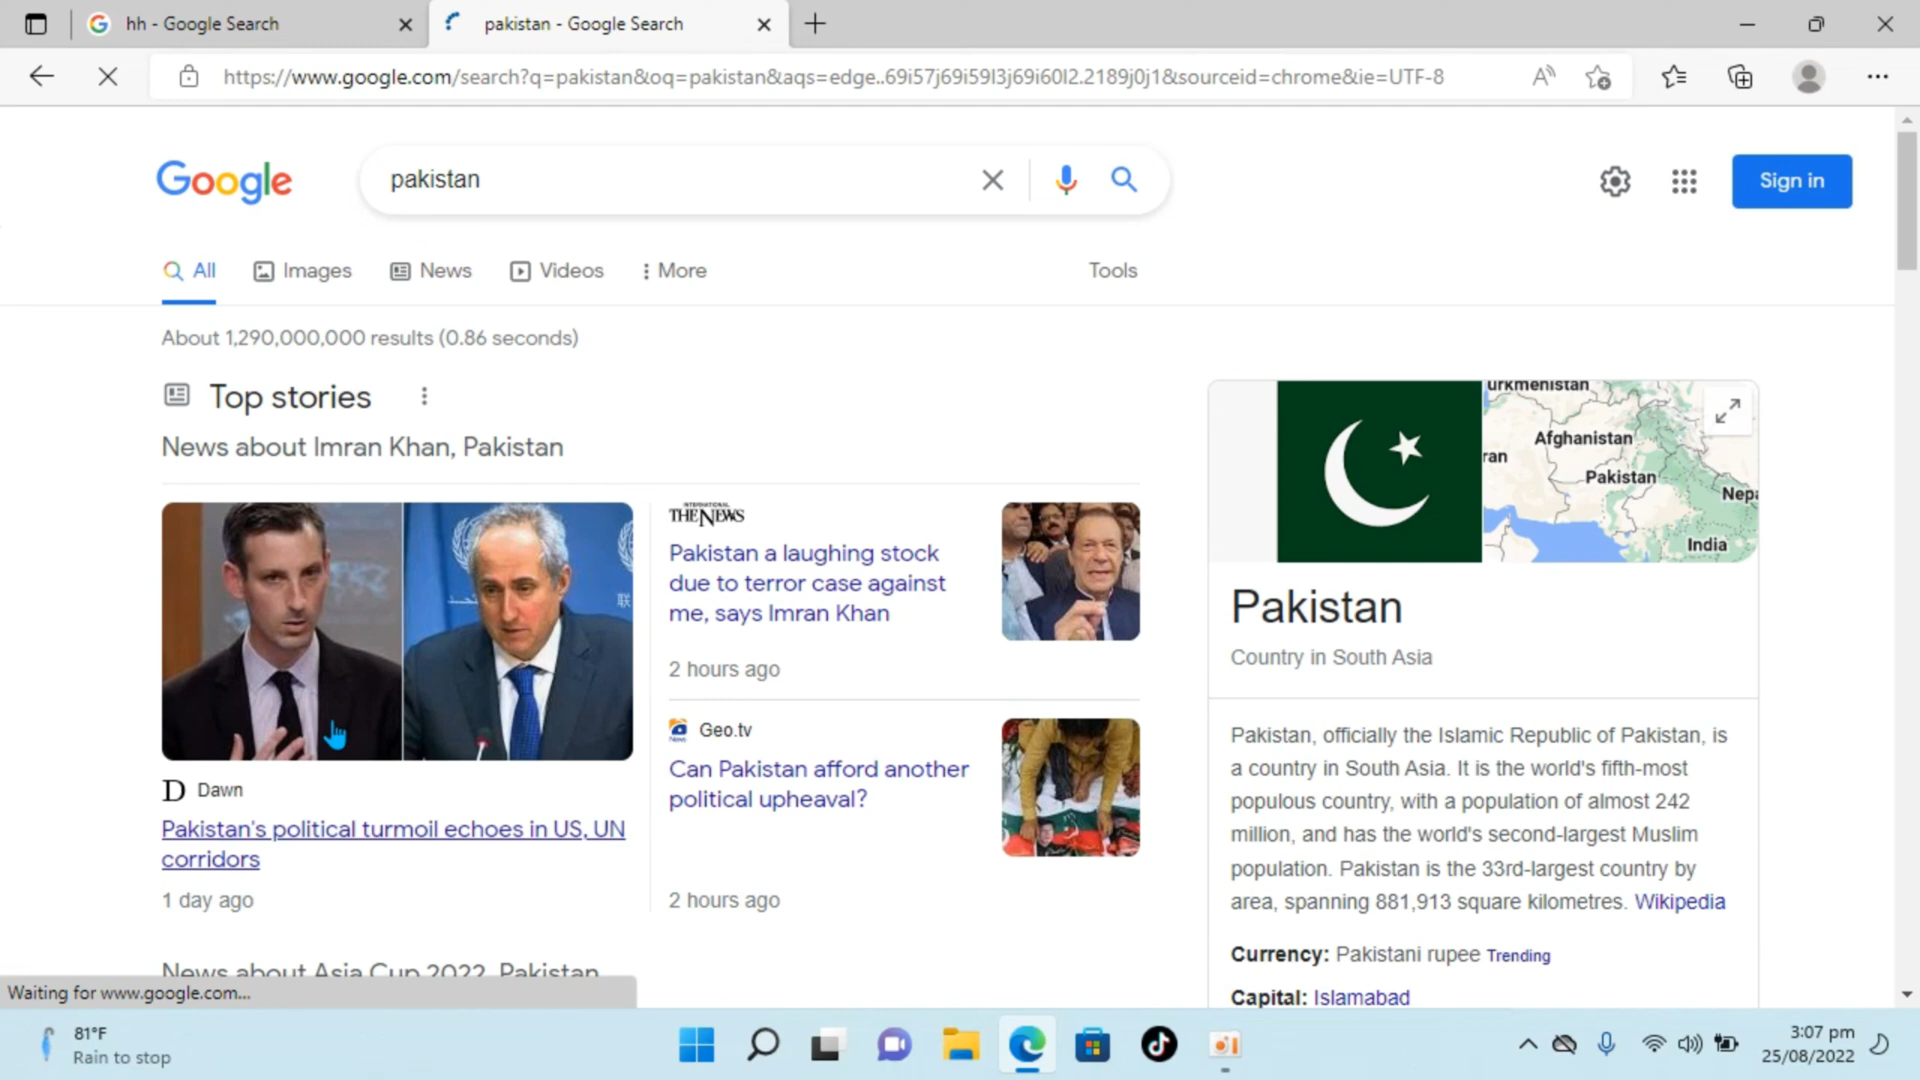 hh - Google Search
pakistan - Google Search
https://www.google.com/search?q=pakistan&oq=pakistan&aqs=edge..69i57j69i59l3j69i60l2.2189j0j1&sourceid=chrome&ie=UTF-8
Google
pakistan
Sign in
All
Images
News
Videos
More
Tools
About 1,290,000,000 results (0.86 seconds)
Top stories
News about Imran Khan, Pakistan
D Dawn
Pakistan's political turmoil echoes in US, UN
corridors
1 day ago
INTERNATIONAL
THE NEWS
Pakistan a laughing stock
due to terror case against
me, says Imran Khan
2 hours ago
Geo.tv
Can Pakistan afford another
political upheaval?
2 hours ago
News about Asia Cup 2022, Pakistan
urkmenistan
Afghanistan
ran
Pakistan
Nepa
India
Pakistan
Country in South Asia
Pakistan, officially the Islamic Republic of Pakistan, is
a country in South Asia. It is the world's fifth-most
populous country, with a population of almost 242
million, and has the world's second-largest Muslim
population. Pakistan is the 33rd-largest country by
area, spanning 881,913 square kilometres. Wikipedia
Currency: Pakistani rupee Trending
Capital: Islamabad
Waiting for www.google.com...
81°F
Rain to stop
3:07 pm
25/08/2022